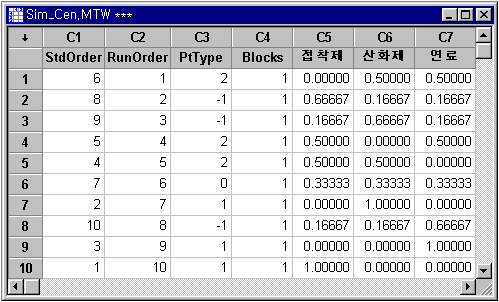 Sim_Cen,MTW ***
↓ C1 C2 C3 C4 C5 C6 C7
StdOrder RunOrder PtType Blocks 접착제 산화제 연료
1 6 1 2 1 0.00000 0.50000 0.50000
2 8 2 -1 1 0.66667 0.16667 0.16667
3 9 3 -1 1 0.16667 0.66667 0.16667
4 5 4 2 1 0.50000 0.00000 0.50000
5 4 5 2 1 0.50000 0.50000 0.00000
6 7 6 0 1 0.33333 0.33333 0.33333
7 2 7 1 1 0.00000 1.00000 0.00000
8 10 8 -1 1 0.16667 0.16667 0.66667
9 3 9 1 1 0.00000 0.00000 1.00000
10 1 10 1 1 1.00000 0.00000 0.00000